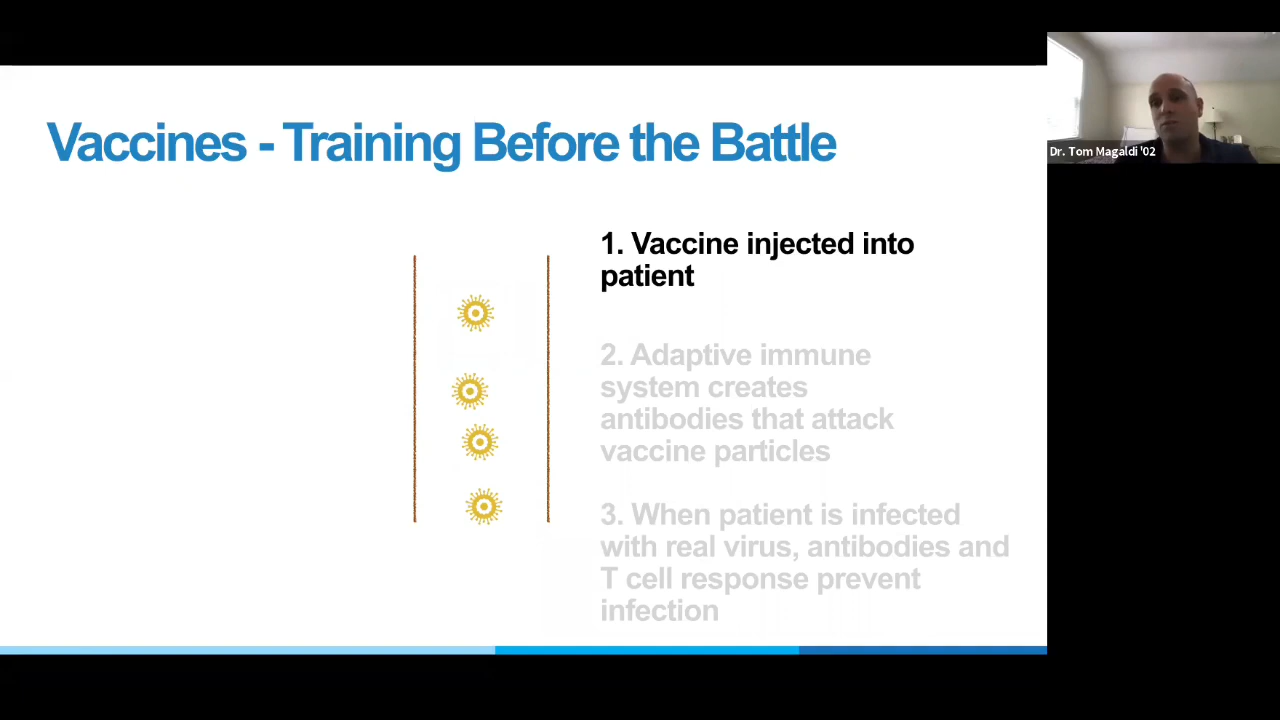 Vaccines - Training Before the Battle
Dr. Tom Magaldi '02
1. Vaccine injected into
patient
2. Adaptive immune
system creates
antibodies that attack
vaccine particles
3. When patient is infected
with real virus, antibodies and
T cell response prevent
infection